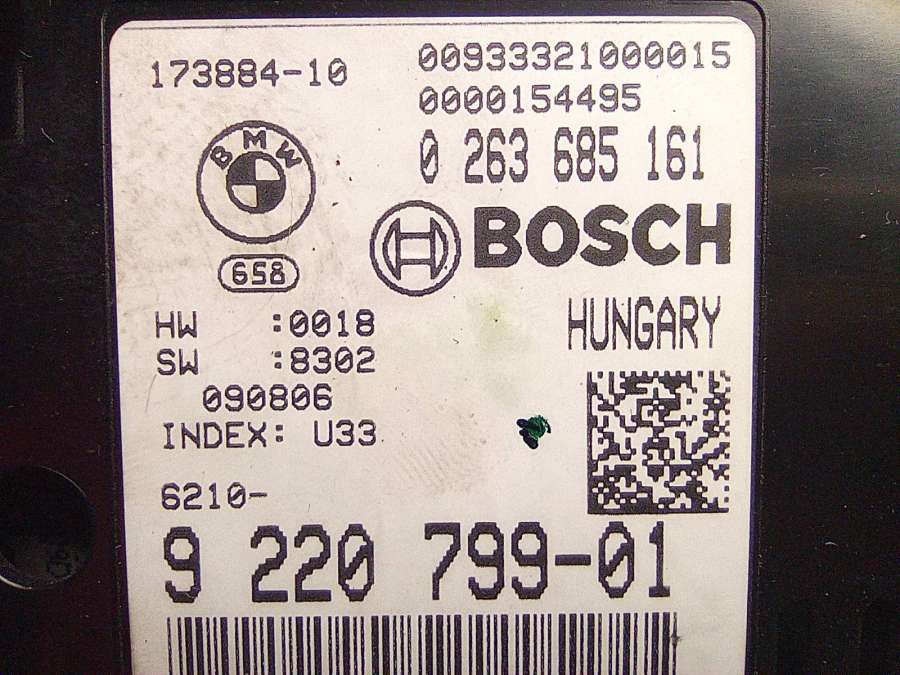 173884-10
00933321000015
0000154495
0 263 685 161
BMW
658
BOSCH
HUNGARY
HW :0018
SW :8302
090806
INDEX: U33
6210-
9 220 799-01